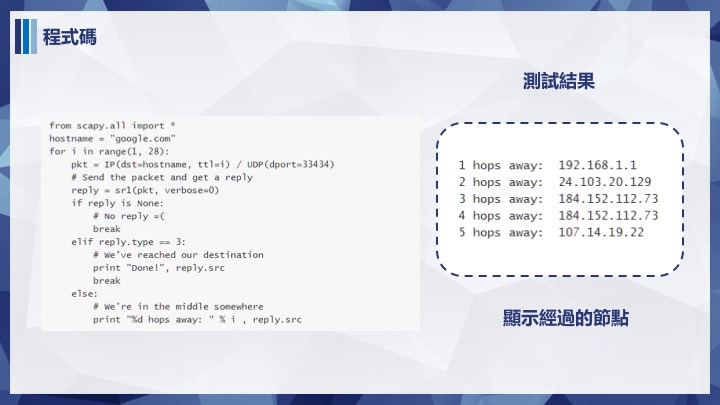 程式碼
from scapy.all import *
hostname = "google.com"
for i in range(1, 28):
    pkt = IP(dst=hostname, ttl=i) / UDP(dport=33434)
    # Send the packet and get a reply
    reply = sr1(pkt, verbose=0)
    if reply is None:
        # No reply =(
        break
    elif reply.type == 3:
        # We've reached our destination
        print "Done!", reply.src
        break
    else:
        # We're in the middle somewhere
        print "%d hops away: " % i , reply.src
測試結果
1 hops away:  192.168.1.1
2 hops away:  24.103.20.129
3 hops away:  184.152.112.73
4 hops away:  184.152.112.73
5 hops away:  107.14.19.22
顯示經過的節點